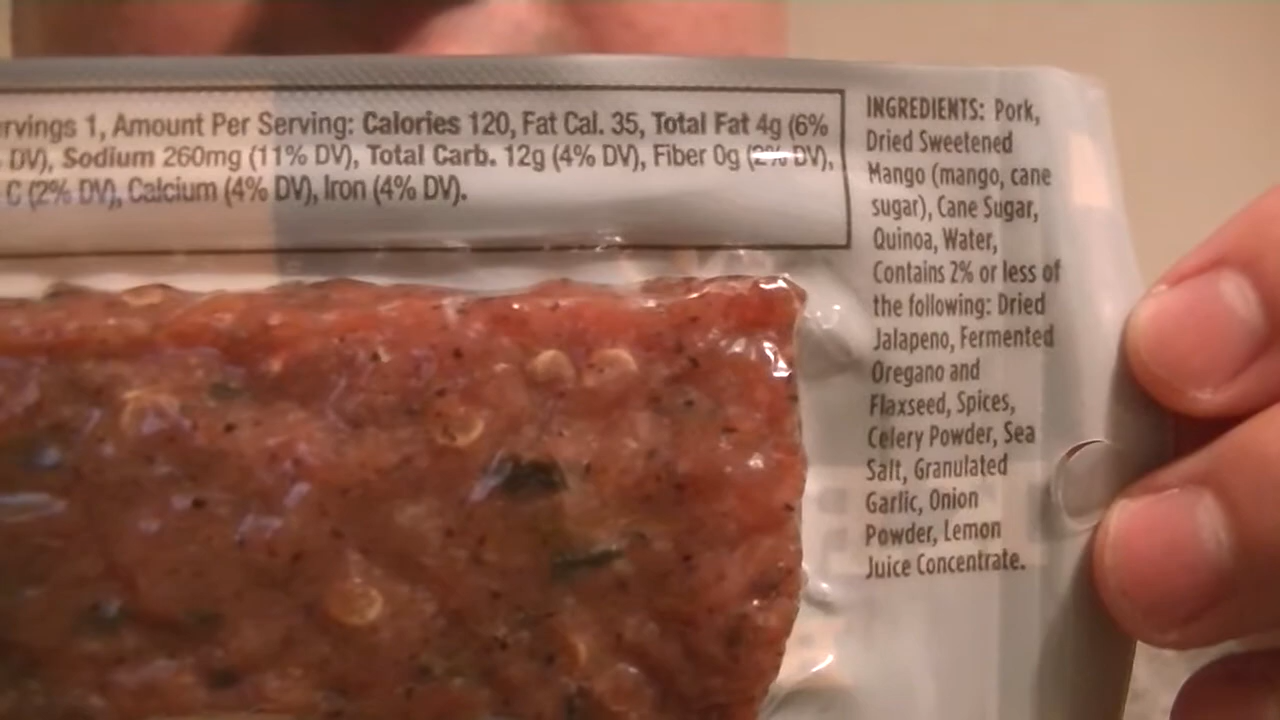 rvings 1, Amount Per Serving: Calories 120, Fat Cal. 35, Total Fat 4g (6%
DV), Sodium 260mg (11% DV), Total Carb. 12g (4% DV), Fiber 0g (2% DV),
C (2% DV), Calcium (4% DV), Iron (4% DV).
INGREDIENTS: Pork,
Dried Sweetened
Mango (mango, cane
sugar), Cane Sugar,
Quinoa, Water,
Contains 2% or less of
the following: Dried
Jalapeno, Fermented
Oregano and
Flaxseed, Spices,
Celery Powder, Sea
Salt, Granulated
Garlic, Onion
Powder, Lemon
Juice Concentrate.